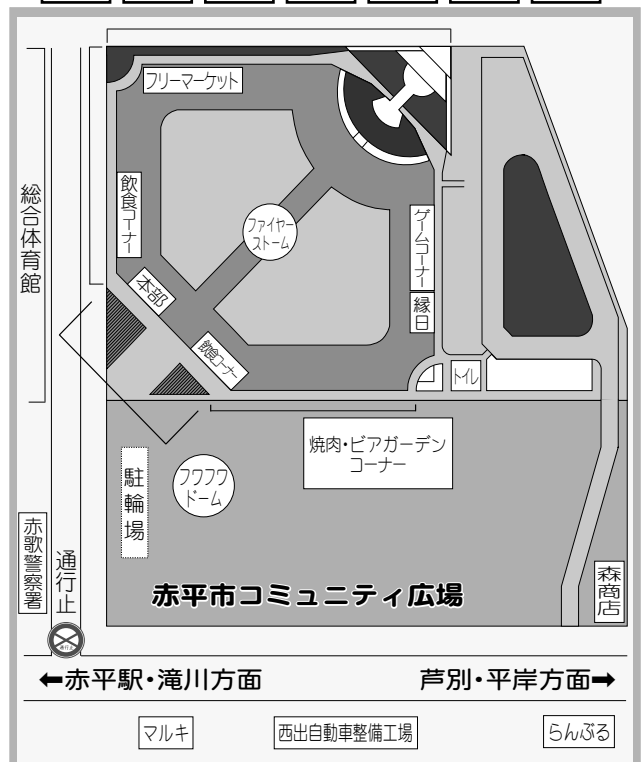 フリーマーケット
総合体育館
飲食コーナー
ファイヤー
ストーム
ゲームコーナー
縁日
本部
飲食コーナー
トイレ
焼肉・ビアガーデン
コーナー
駐輪場
フワフワ
ドーム
赤歌警察署
通行止
森商店
赤平市コミュニティ広場
通行止
←赤平駅・滝川方面
芦別・平岸方面→
マルキ
西出自動車整備工場
らんぶる